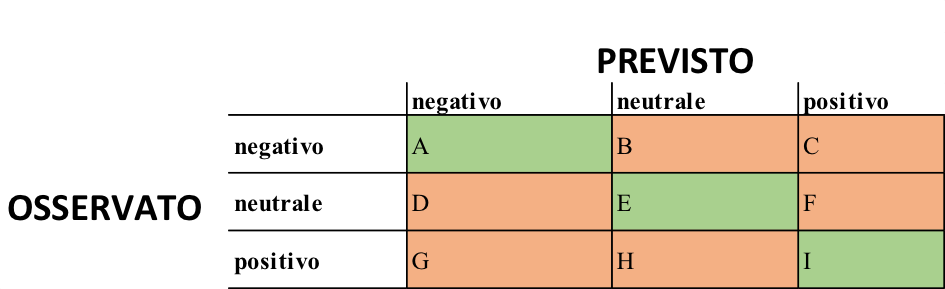 PREVISTO
negativo neutrale positivo
negativo A B C
OSSERVATO neutrale D E F
positivo G H I